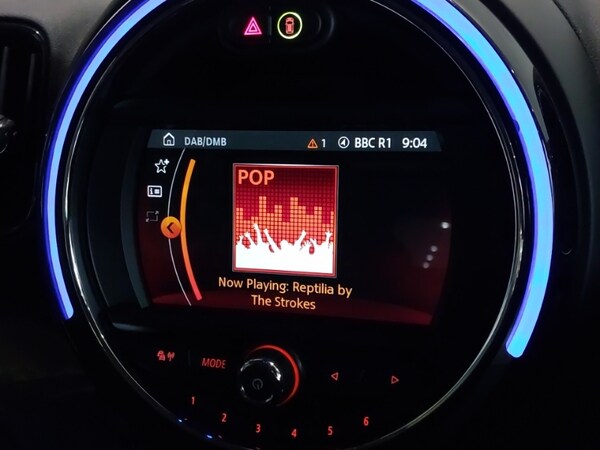 DAB/DMB 1 BBC R1 9:04
POP
Now Playing: Reptilia by
The Strokes
MODE
1 2 3 4 5 6